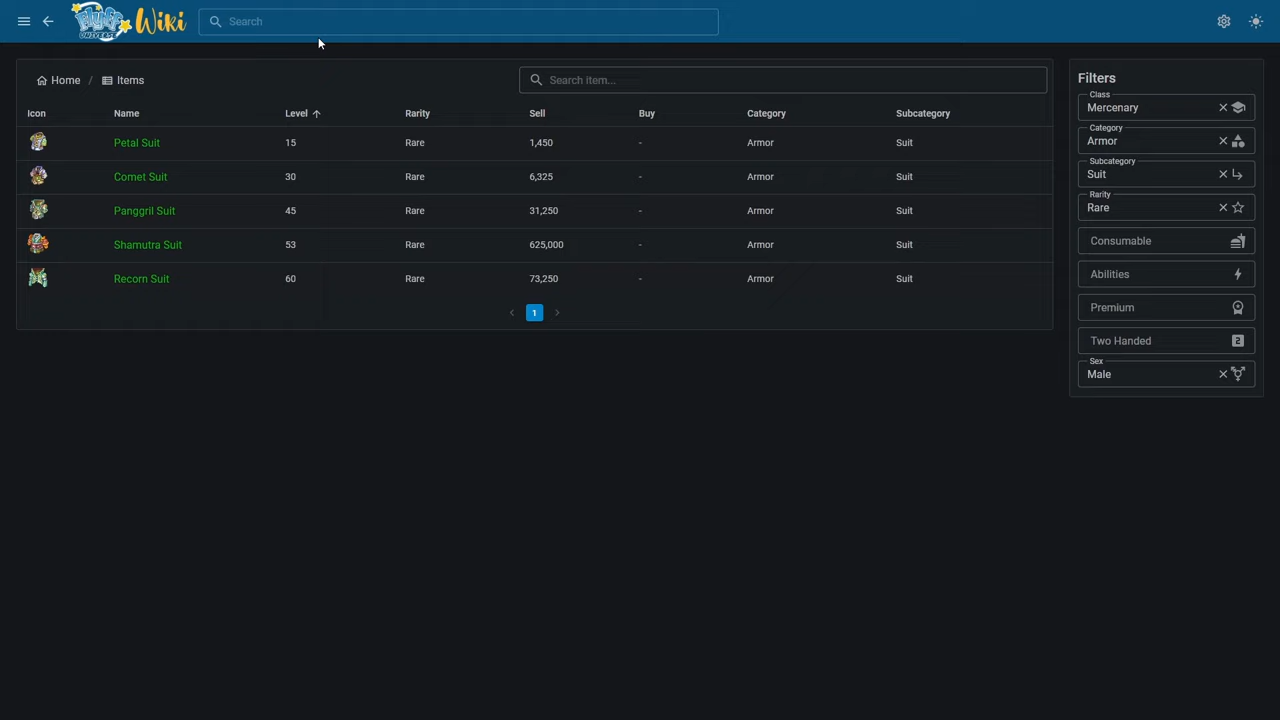 Flyff UNIVERSE Wiki Search
Home / Items Search Item...
Icon Name Level Rarity Sell Buy Category Subcategory
Petal Suit 15 Rare 1,450 - Armor Suit
Comet Suit 30 Rare 6,325 - Armor Suit
Panggril Suit 45 Rare 31,250 - Armor Suit
Shamutra Suit 53 Rare 625,000 - Armor Suit
Recorn Suit 60 Rare 73,250 - Armor Suit
1
Filters
Class
Mercenary
Category
Armor
Subcategory
Suit
Rarity
Rare
Consumable
Abilities
Premium
Two Handed 2
Sex
Male